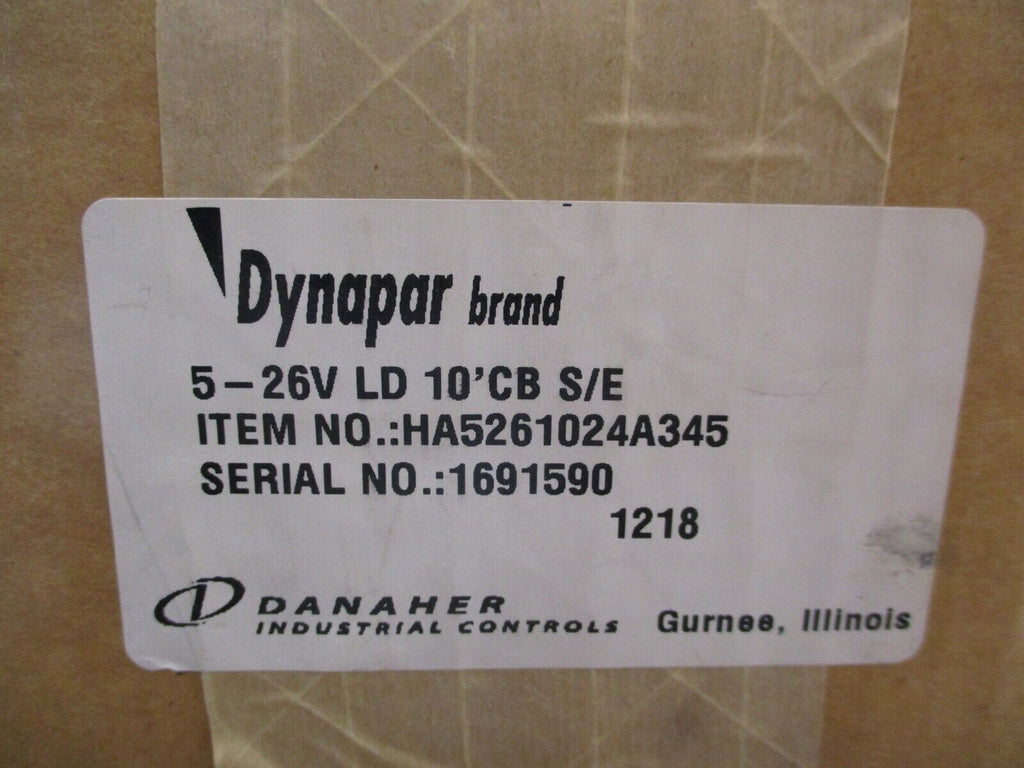 Dynapar brand
5-26V LD 10'CB S/E
ITEM NO.:HA5261024A345
SERIAL NO.:1691590
1218
DANAHER
INDUSTRIAL CONTROLS Gurnee, Illinois